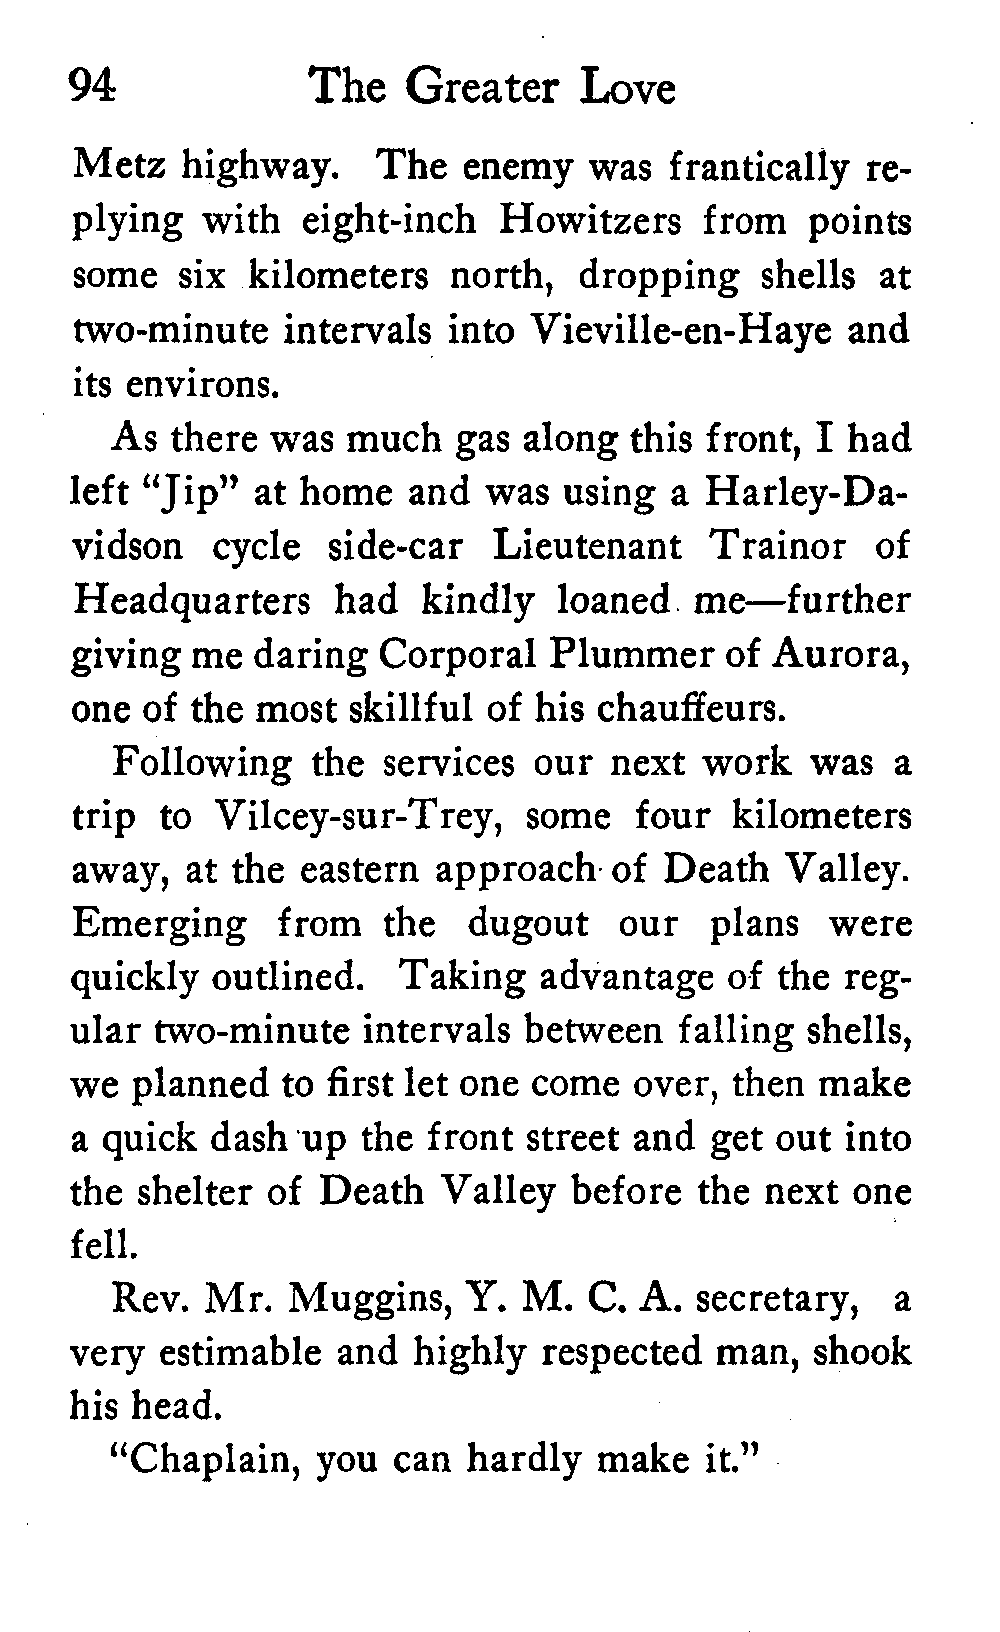 94 The Greater Love
Metz highway. The enemy was frantically re-
plying with eight-inch Howitzers from points
some six kilometers north, dropping shells at
two-minute intervals into Vieville-en-Haye and
its environs.
As there was much gas along this front, I had
left “Jip” at home and was using a Harley-Da-
vidson cycle side-car Lieutenant Trainor of
Headquarters had kindly loaned me—further
giving me daring Corporal Plummer of Aurora,
one of the most skillful of his chauffeurs.
Following the services our next work was a
trip to Vilcey-sur-Trey, some four kilometers
away, at the eastern approach of Death Valley.
Emerging from the dugout our plans were
quickly outlined. Taking advantage of the reg-
ular two-minute intervals between falling shells,
we planned to first let one come over, then make
a quick dash up the front street and get out into
the shelter of Death Valley before the next one
fell.
Rev. Mr. Muggins, Y. M. C. A. secretary, a
very estimable and highly respected man, shook
his head.
“Chaplain, you can hardly make it.”